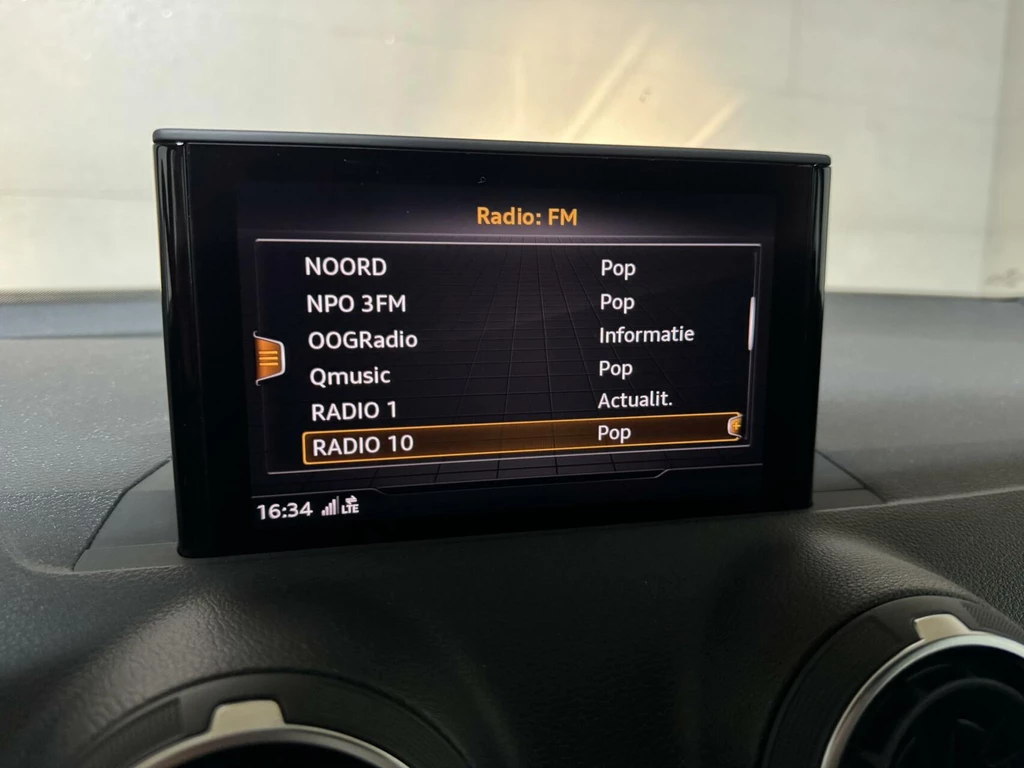 Radio: FM
NOORD Pop
NPO 3FM Pop
OOGRadio Informatie
Qmusic Pop
RADIO 1 Actualit.
RADIO 10 Pop
16:34 LTE